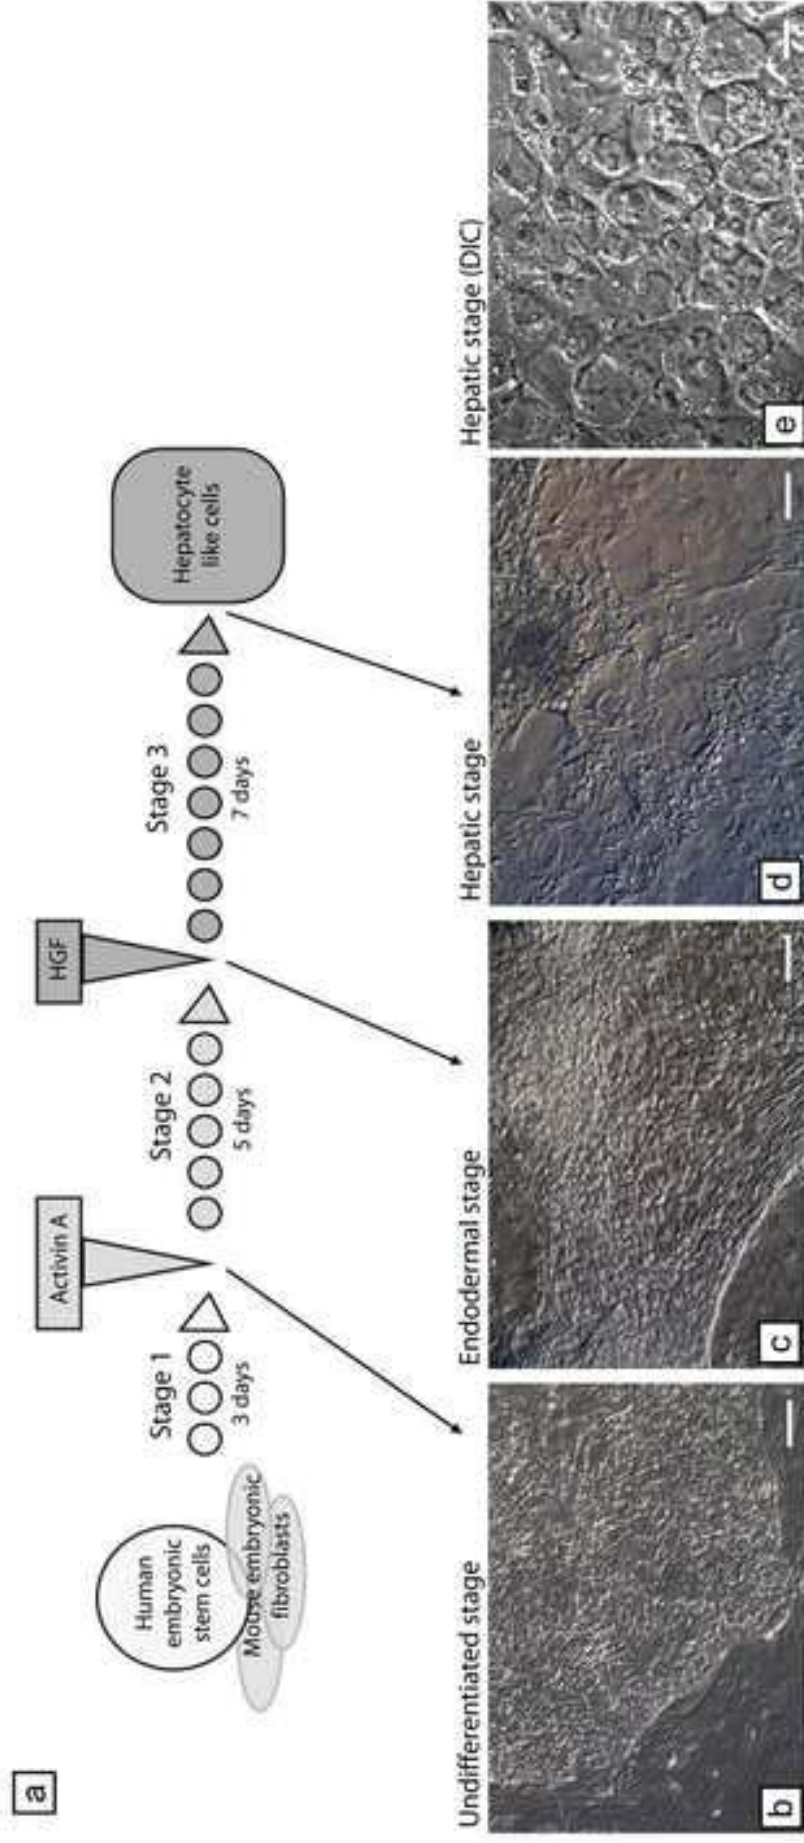 a
Activin A
HGF
Stage 1
Stage 2
Stage 3
3 days
5 days
7 days
Human
embryonic
stem cells
Mouse embryonic
fibroblasts
Hepatocyte
like cells
Undifferentiated stage
Endodermal stage
Hepatic stage
Hepatic stage (DIC)
b
c
d
e